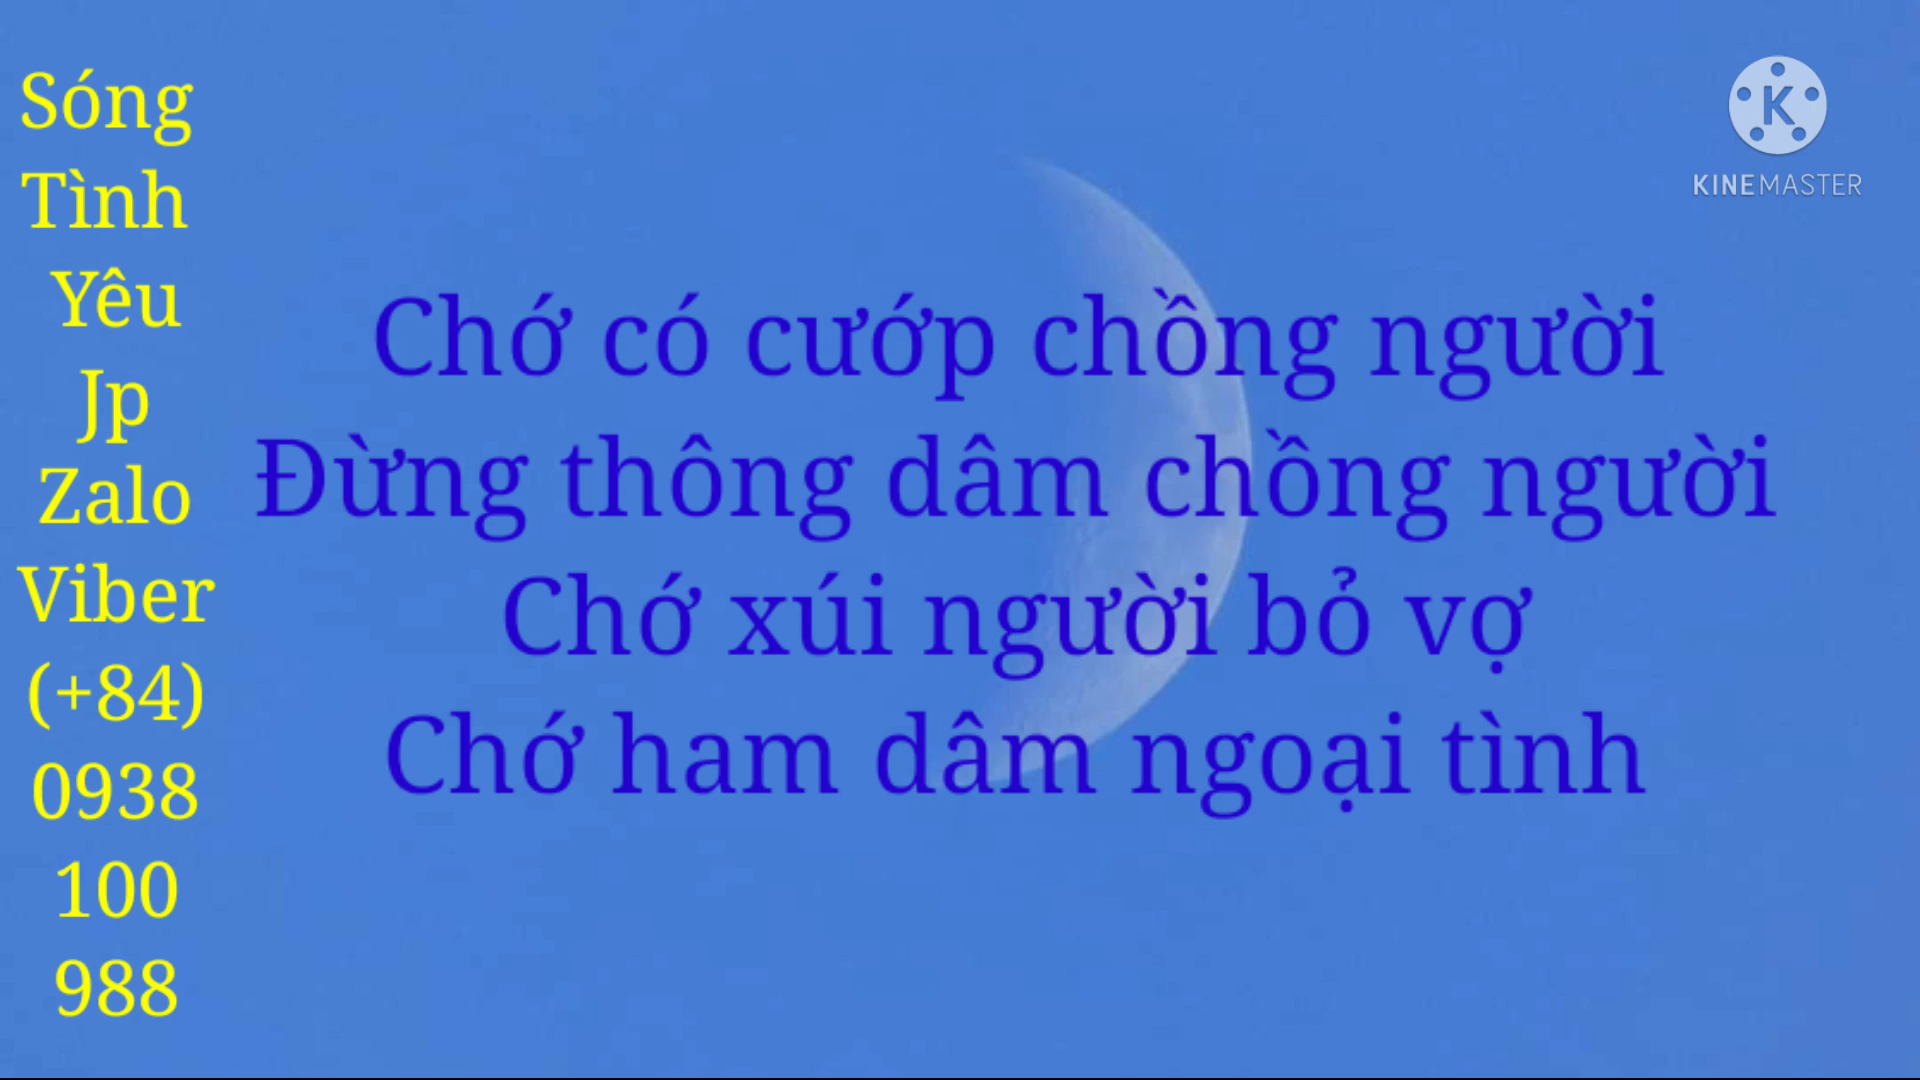 Sóng
Tình
Yêu
Jp
Zalo
Viber
(+84)
0938
100
988
Chớ có cướp chồng người
Đừng thông dâm chồng người
Chớ xúi người bỏ vợ
Chớ ham dâm ngoại tình
K
KINEMASTER